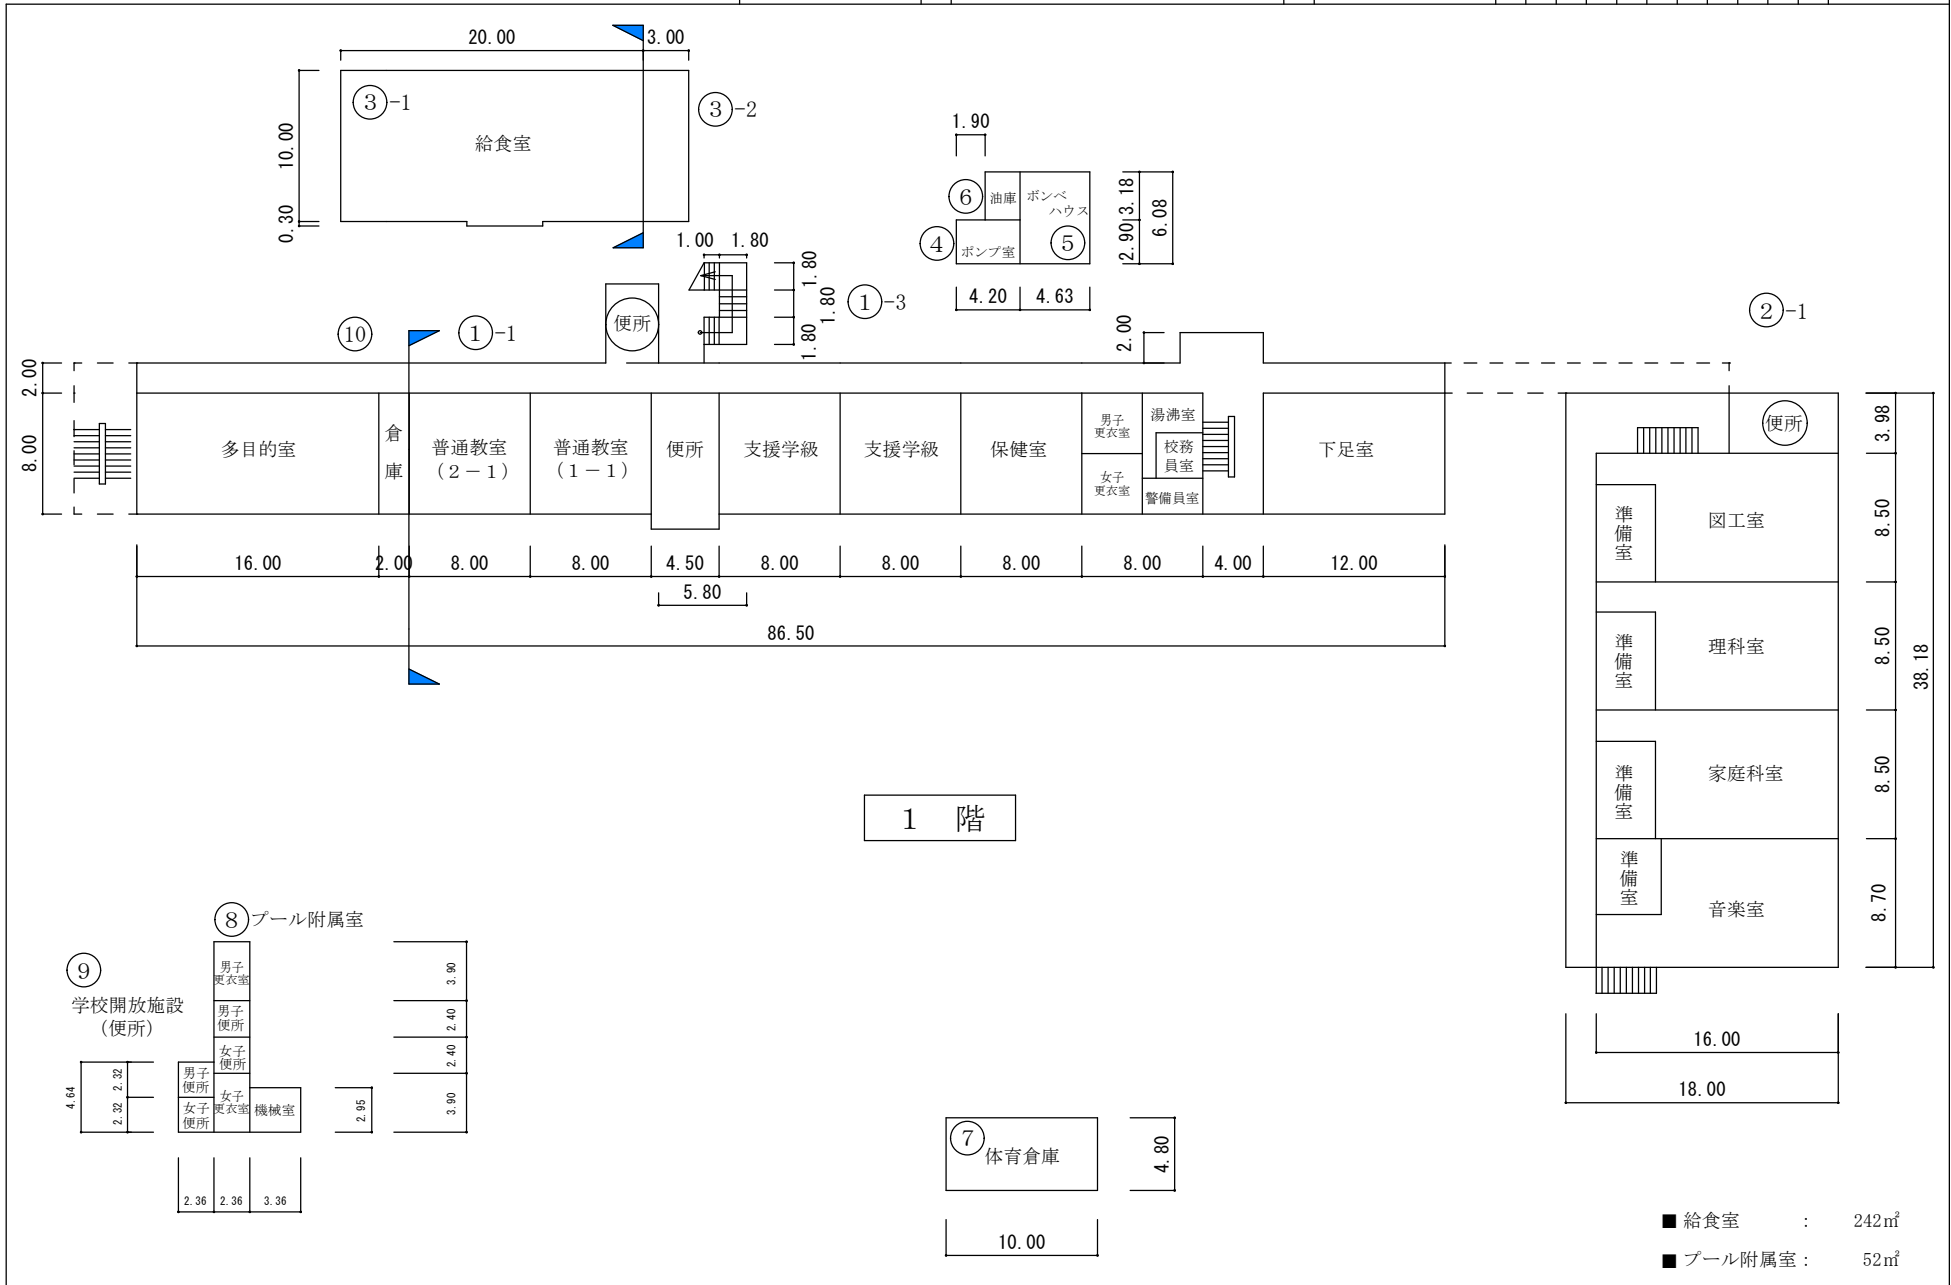 20.00
3.00
③-1
③-2
給食室
10.00
0.30
1.90
⑥
油庫
ボンベ
ハウス
④
ポンプ室
⑤
3.18
2.90
6.08
4.20
4.63
1.00
1.80
1.80
1.80
1.80
①-3
②-1
⑩
①-1
便所
2.00
2.00
8.00
多目的室
倉
庫
普通教室
(2−1)
普通教室
(1−1)
便所
支援学級
支援学級
保健室
男子
更衣室
女子
更衣室
湯沸室
校務
員室
警備員室
下足室
16.00
2.00
8.00
8.00
4.50
8.00
8.00
8.00
8.00
4.00
12.00
5.80
86.50
便所
準備室
図工室
準備室
理科室
準備室
家庭科室
準備室
音楽室
3.98
8.50
8.50
8.50
8.70
38.18
16.00
18.00
1 階
⑧プール附属室
⑨
学校開放施設
(便所)
男子
更衣室
男子
便所
女子
便所
女子
更衣室
男子
便所
女子
便所
機械室
3.90
2.40
2.40
3.90
2.95
4.64
2.32
2.32
2.36
2.36
3.36
⑦
体育倉庫
4.80
10.00
■ 給食室 : 242㎡
■ プール附属室 : 52㎡